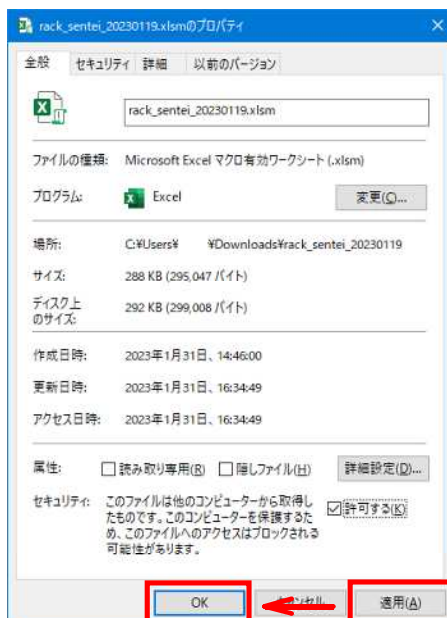 rack_sentei_20230119.xlsmのプロパティ
全般 セキュリティ 詳細 以前のバージョン
rack_sentei_20230119.xlsm
ファイルの種類: Microsoft Excel マクロ有効ワークシート (.xlsm)
プログラム: Excel 変更(C)...
場所: C:¥Users¥ ¥Downloads¥rack_sentei_20230119
サイズ: 288 KB (295,047 バイト)
ディスク上
のサイズ: 292 KB (299,008 バイト)
作成日時: 2023年1月31日、14:46:00
更新日時: 2023年1月31日、16:34:49
アクセス日時: 2023年1月31日、16:34:49
属性: 読み取り専用(R) 隠しファイル(H) 詳細設定(D)...
セキュリティ: このファイルは他のコンピューターから取得し
たものです。このコンピューターを保護するた
め、このファイルへのアクセスはブロックされる
可能性があります。
許可する(K)
OK キャンセル 適用(A)